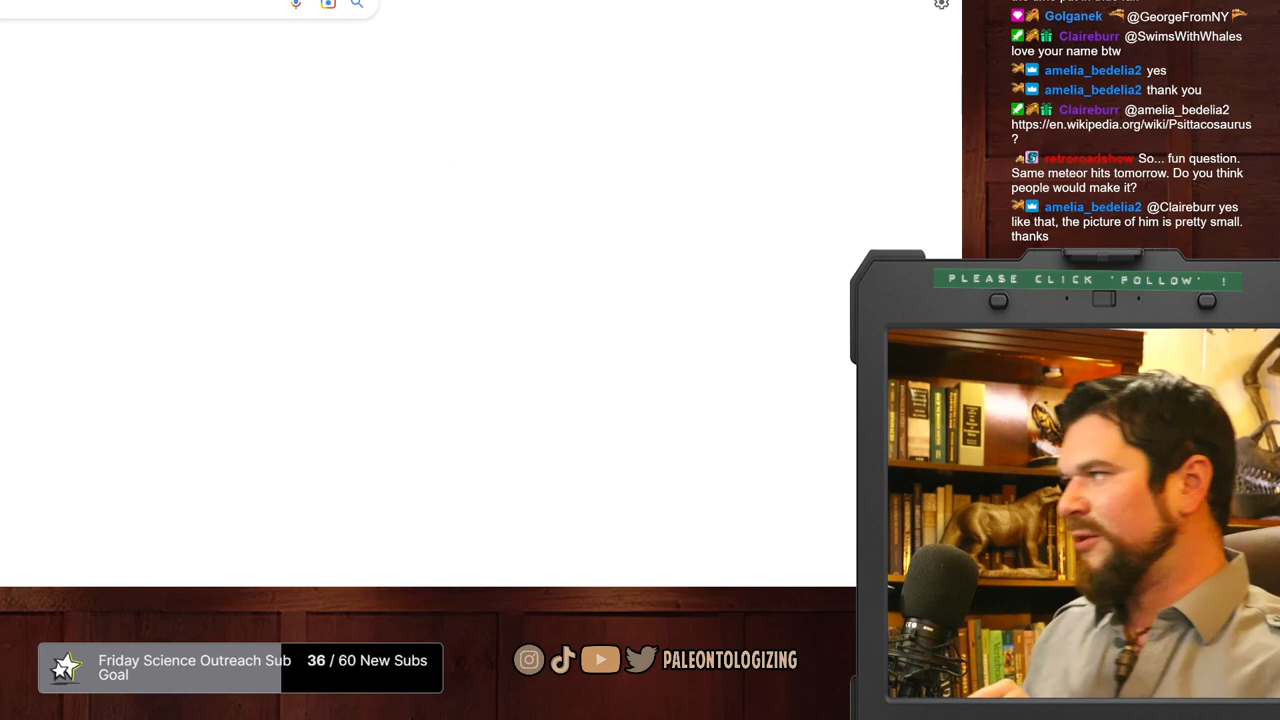 Golganek @GeorgeFromNY
Claireburr @SwimsWithWhales
love your name btw
amelia_bedelia2 yes
amelia_bedelia2 thank you
Claireburr @amelia_bedelia2
https://en.wikipedia.org/wiki/Psittacosaurus
?
retroroadshow So... fun question.
Same meteor hits tomorrow. Do you think
people would make it?
amelia_bedelia2 @Claireburr yes
like that, the picture of him is pretty small.
thanks
PLEASE CLICK 'FOLLOW' !
Friday Science Outreach Sub
Goal
36 / 60 New Subs
PALEONTOLOGIZING